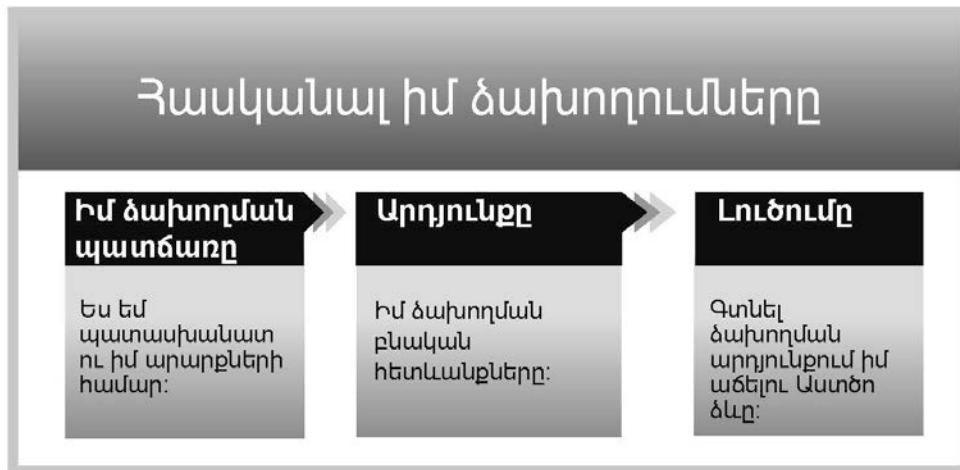 Հասկանալ իմ ձախողումները
Իմ ձախողման
պատճառը
Ես եմ
պատասխանատ
ու իմ արարքների
համար:
Արդյունքը
Իմ ձախողման
բնական
հետևանքները:
Լուծումը
Գտնել
ձախողման
արդյունքում իմ
աճելու Աստծո
ձևը: